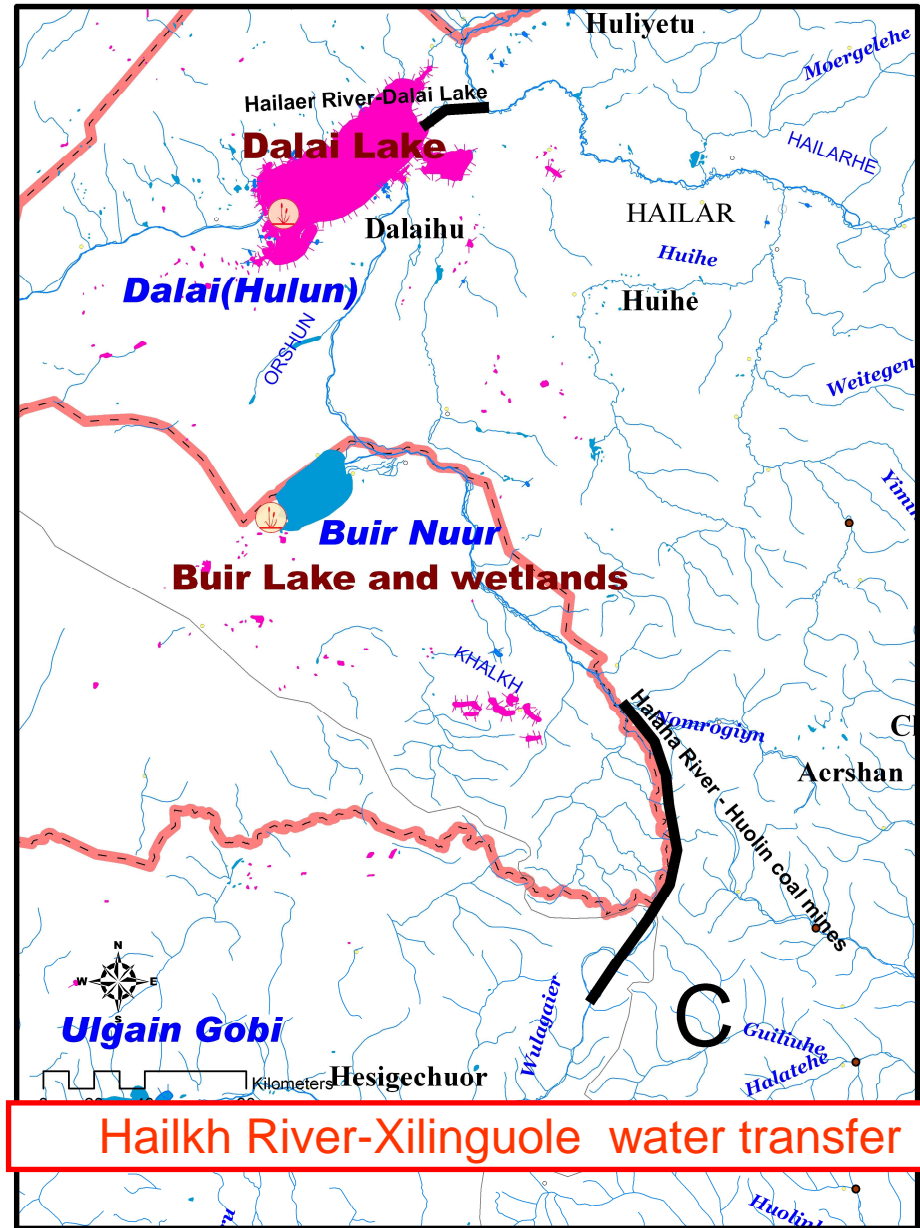 Huliyetu
Moergelehe
Hailaer River-Dalai Lake
Dalai Lake
HAILARHE
HAILAR
Dalaihu
Huihe
Dalai(Hulun)
Huihe
ORSHUN
Weitegen
Buir Nuur
Buir Lake and wetlands
KHALKH
Halaha River - Huolin coal mines
Nomrogiyn
Acrshan
N
W E
S
C
Ulgain Gobi
Wulagaier
Guiliuhe
Halatehe
Kilometers
Hesigechuor
Hailkh River-Xilinguole water transfer